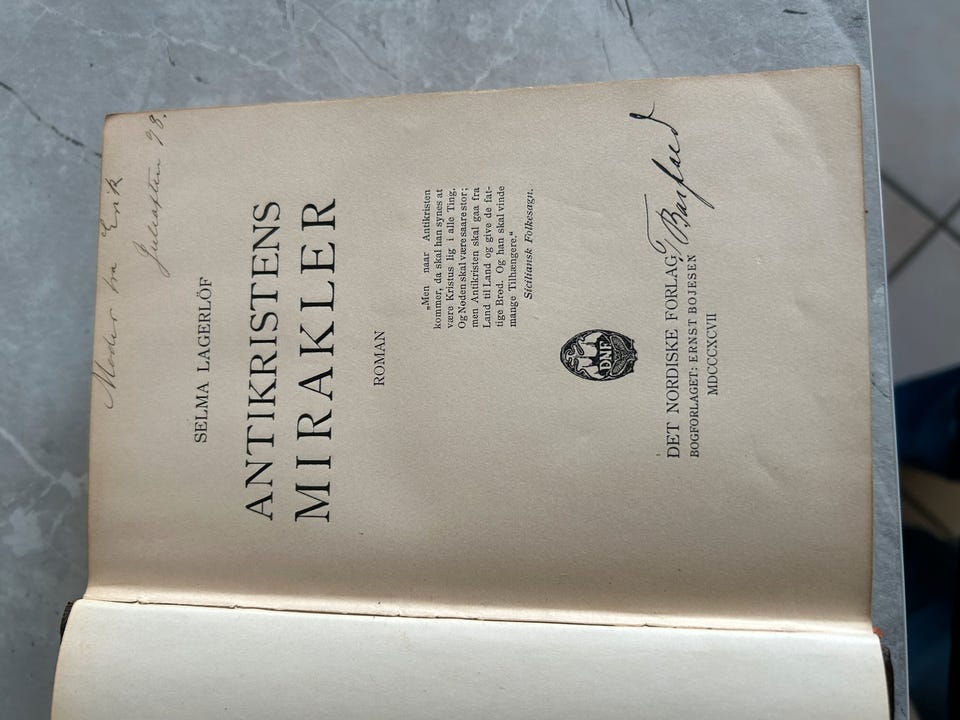 Moder fra Erik
Juleaften 98.
SELMA LAGERLÖF
ANTIKRISTENS
MIRAKLER
ROMAN
„Men naar Antikristen
kommer, da skal han synes at
være Kristus lig i alle Ting.
Og Nøden skal være saare stor;
men Antikristen skal gaa fra
Land til Land og give de fat-
tige Brød. Og han skal vinde
mange Tilhængere.“
Siciliansk Folkesagn.
DNF
DET NORDISKE FORLAG
BOGFORLAGET: ERNST BOJESEN
MDCCCXCVII
Barfoed